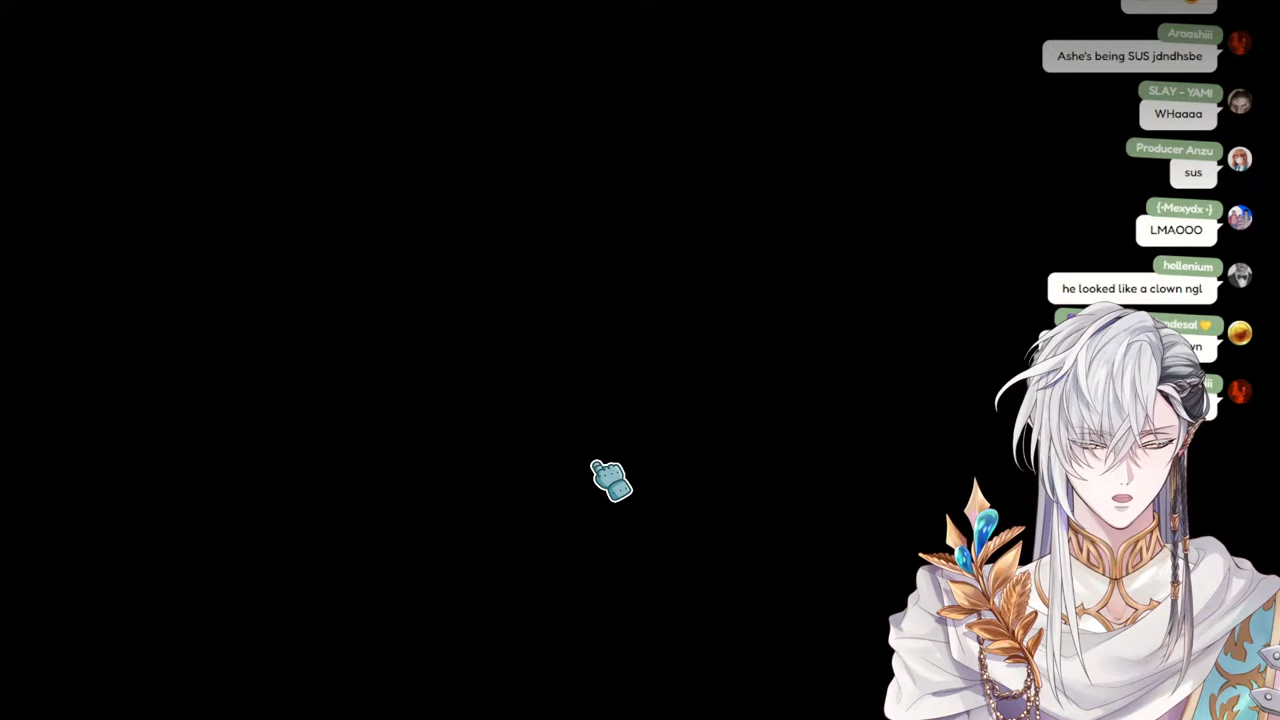 Araashiii
Ashe's being SUS jdndhsbe
SLAY - YAMI
WHaaaa
Producer Anzu
sus
{•Mexydx •}
LMAOOO
hellenium
he looked like a clown ngl